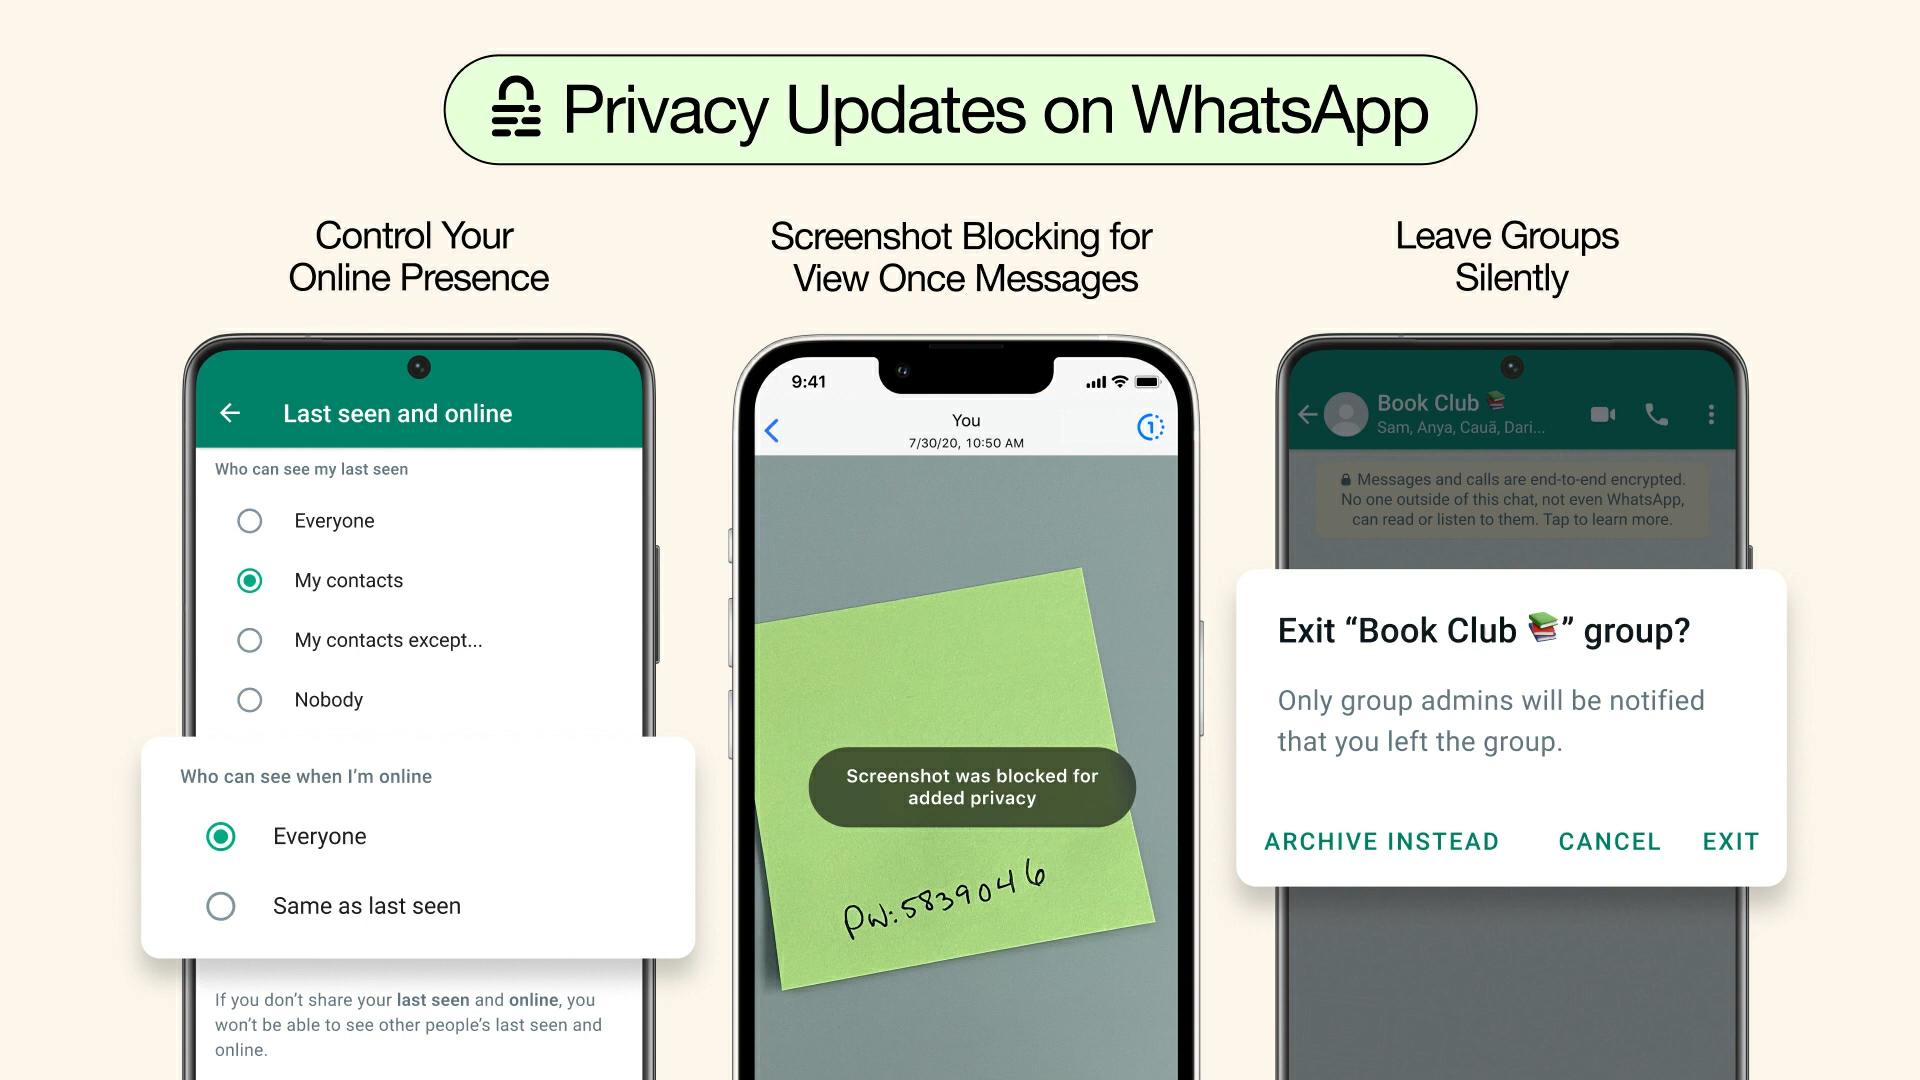 Privacy Updates on WhatsApp
Control Your
Online Presence
Last seen and online
Who can see my last seen
Everyone
My contacts
My contacts except...
Nobody
Who can see when I’m online
Everyone
Same as last seen
If you don’t share your last seen and online, you
won’t be able to see other people’s last seen and
online.
Screenshot Blocking for
View Once Messages
9:41
You
7/30/20, 10:50 AM
1
Screenshot was blocked for
added privacy
PW:5839046
Leave Groups
Silently
Book Club 📚
Sam, Anya, Cauã, Dari...
Messages and calls are end-to-end encrypted.
No one outside of this chat, not even WhatsApp,
can read or listen to them. Tap to learn more.
Exit “Book Club 📚” group?
Only group admins will be notified
that you left the group.
ARCHIVE INSTEAD CANCEL EXIT